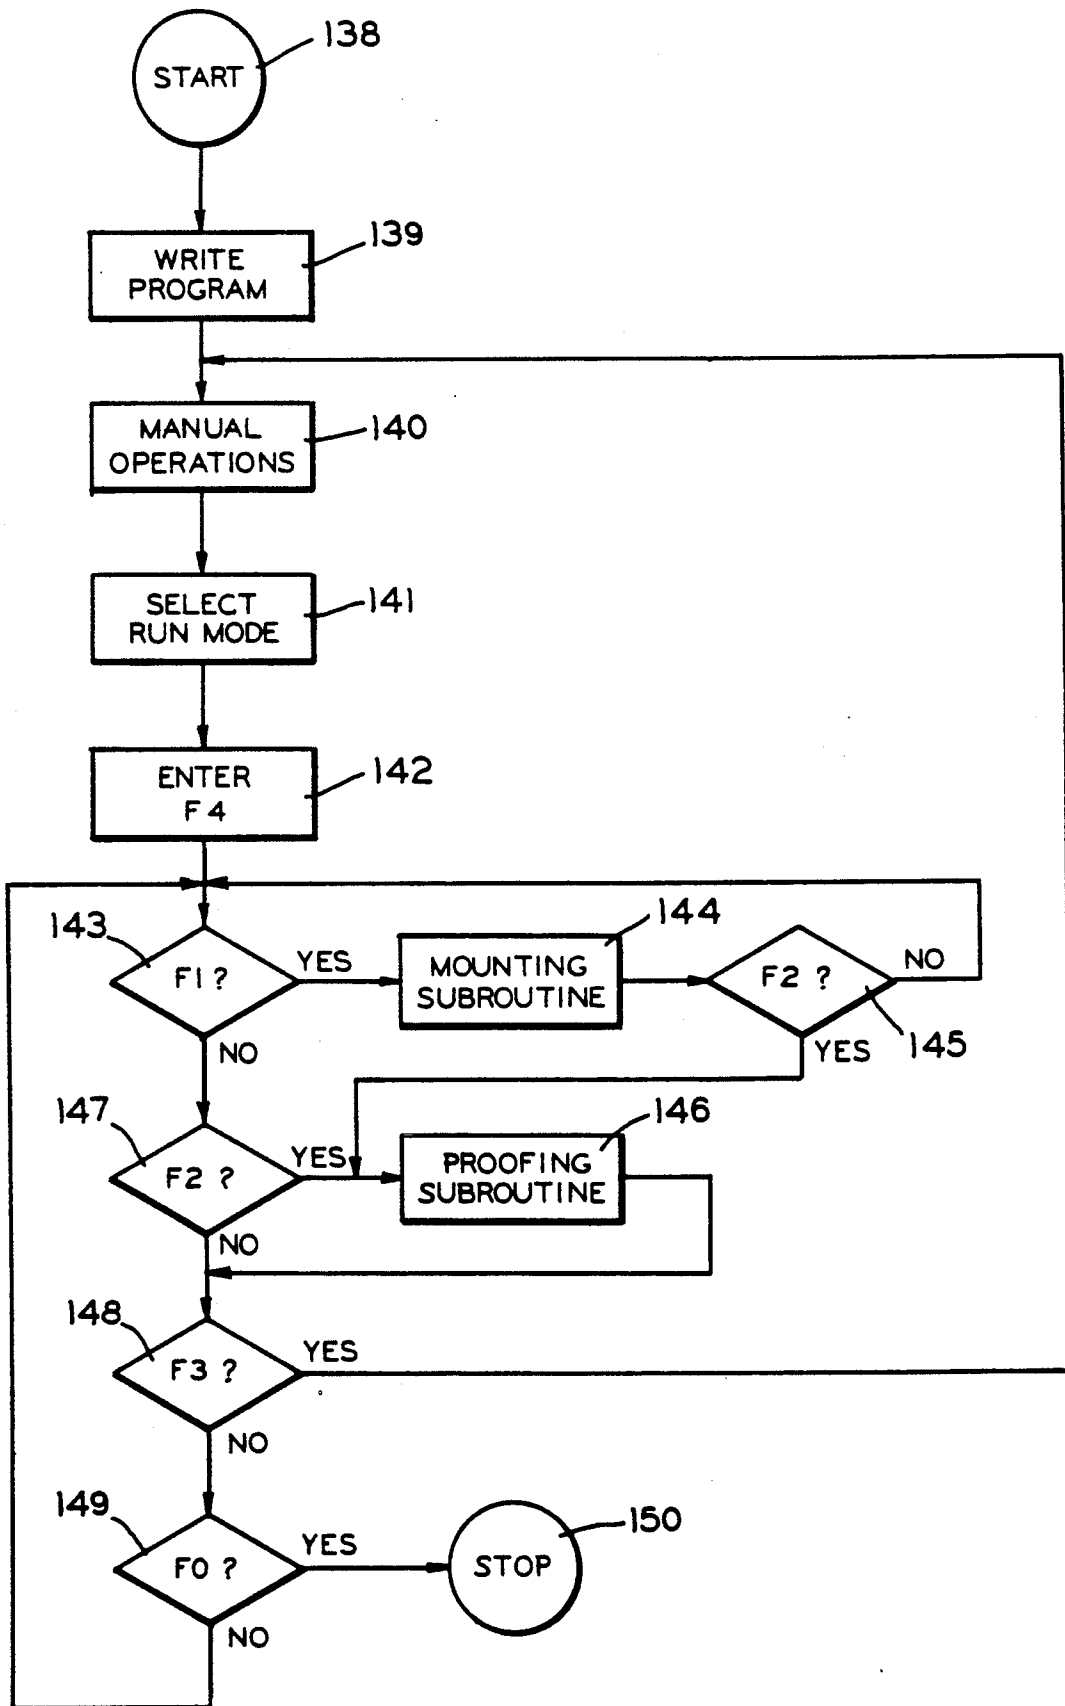 138
START
139
WRITE
PROGRAM
140
MANUAL
OPERATIONS
141
SELECT
RUN MODE
142
ENTER
F4
143
F1 ?
YES
NO
144
MOUNTING
SUBROUTINE
F2 ?
NO
YES
145
147
F2 ?
YES
NO
146
PROOFING
SUBROUTINE
148
F3 ?
YES
NO
149
F0 ?
YES
NO
150
STOP